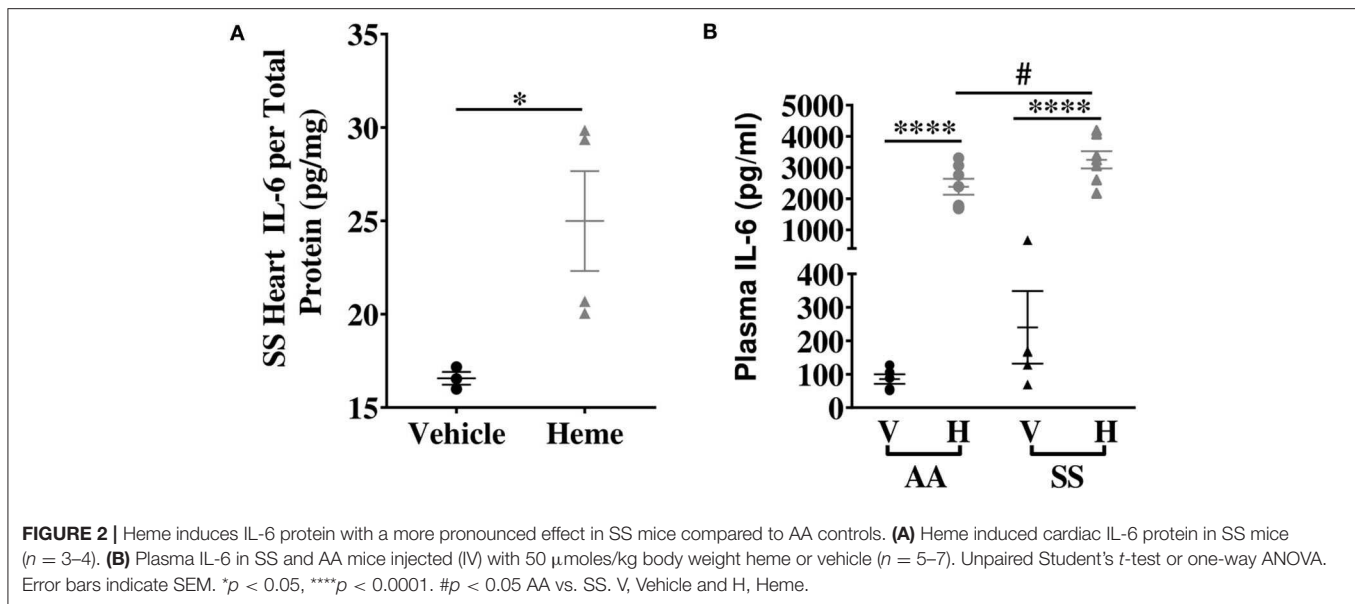 A
SS Heart IL-6 per Total
Protein (pg/mg)
35
30
25
20
15
*
Vehicle Heme
B
Plasma IL-6 (pg/ml)
5000
4000
3000
2000
1000
400
300
200
100
0
#
**** ****
V H V H
AA SS
FIGURE 2 | Heme induces IL-6 protein with a more pronounced effect in SS mice compared to AA controls. (A) Heme induced cardiac IL-6 protein in SS mice
(n = 3–4). (B) Plasma IL-6 in SS and AA mice injected (IV) with 50 μmoles/kg body weight heme or vehicle (n = 5–7). Unpaired Student's t-test or one-way ANOVA.
Error bars indicate SEM. *p < 0.05, ****p < 0.0001. #p < 0.05 AA vs. SS. V, Vehicle and H, Heme.